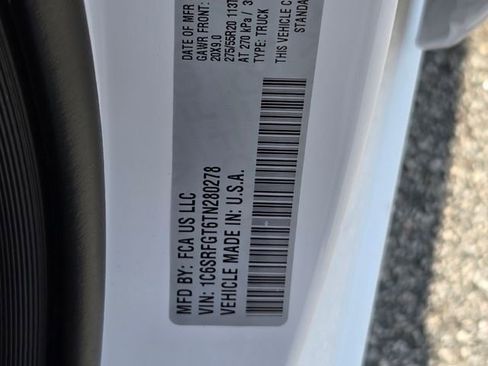 MFD BY: FCA US LLC
DATE OF MFR
GAWR FRONT:
20X9.0
275/55R20 113T
AT 270 kPa / 3
TYPE: TRUCK
THIS VEHICLE C
STANDA
VIN: 1C6SRFGT6TN280278
VEHICLE MADE IN: U.S.A.